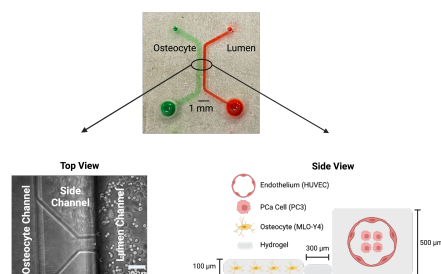 Osteocyte
Lumen
1 mm
Top View
Side View
Osteocyte Channel
Side
Channel
Lumen Channel
Endothelium (HUVEC)
PCa Cell (PC3)
Osteocyte (MLO-Y4)
Hydrogel
300 µm
100 µm
500 µm